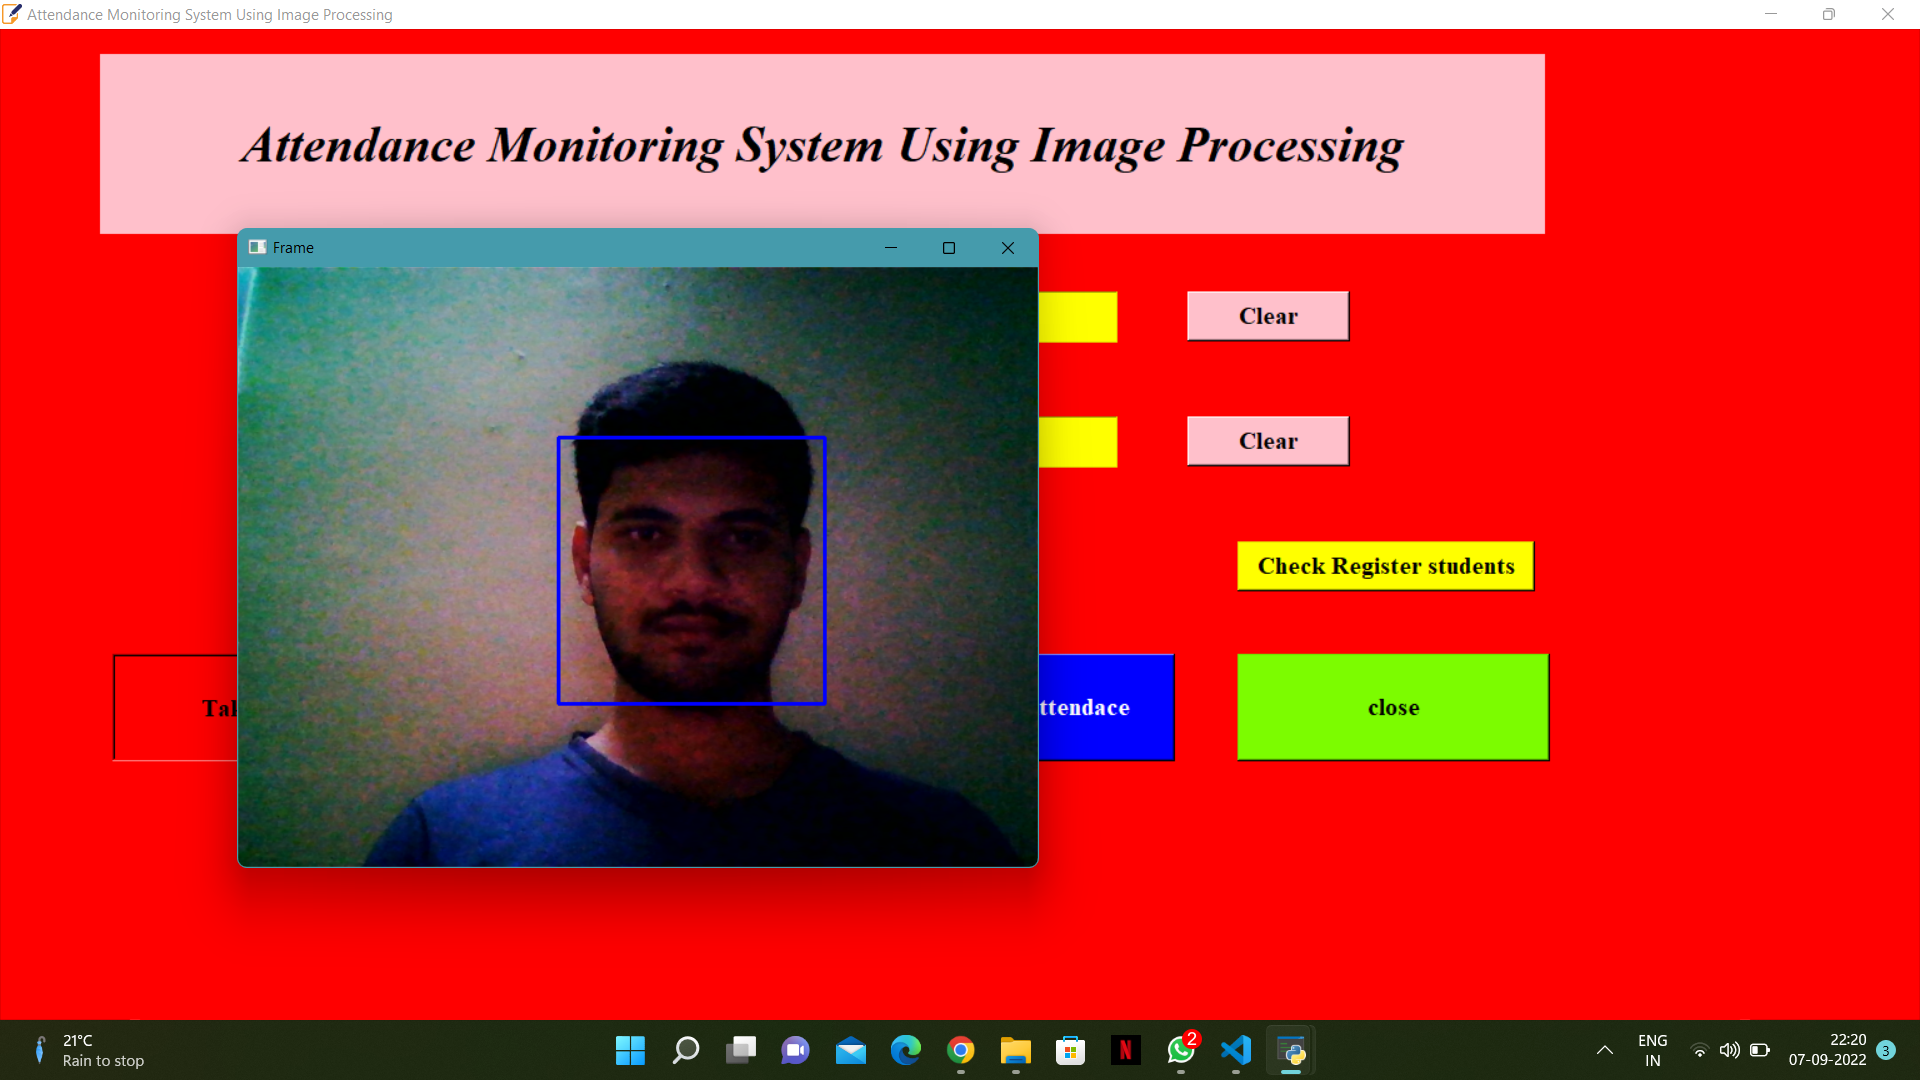 Attendance Monitoring System Using Image Processing
Attendance Monitoring System Using Image Processing
Frame
Clear
Clear
Check Register students
Tak
ttendace
close
21°C
Rain to stop
N
2
ENG
IN
22:20
07-09-2022
3